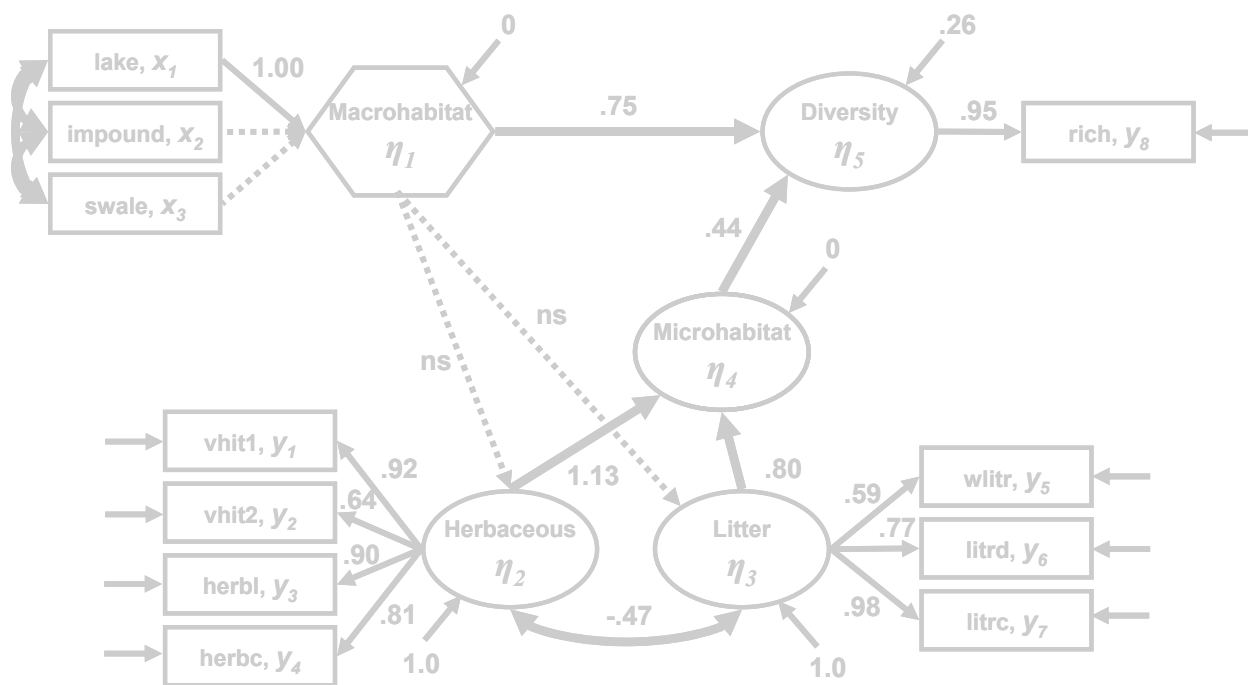 0
.26
lake, x1
1.00
Macrohabitat
η1
.75
Diversity
η5
.95
rich, y8
impound, x2
swale, x3
.44
0
ns
ns
Microhabitat
η4
vhit1, y1
.92
1.13
.80
wlitr, y5
.59
vhit2, y2
.64
Herbaceous
η2
Litter
η3
.77
litrd, y6
herbl, y3
.90
.81
-.47
.98
litrc, y7
herbc, y4
1.0
1.0